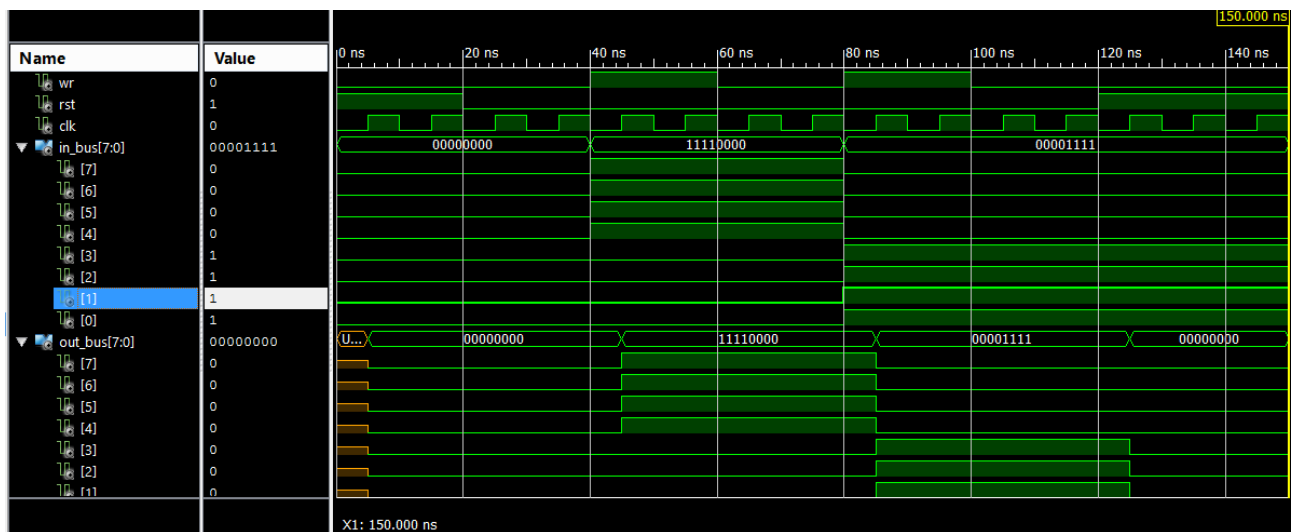 150.000 ns
Name Value 0 ns 20 ns 40 ns 60 ns 80 ns 100 ns 120 ns 140 ns
wr 0
rst 1
clk 0
in_bus[7:0] 00001111 00000000 11110000 00001111
[7] 0
[6] 0
[5] 0
[4] 0
[3] 1
[2] 1
[1] 1
[0] 1
out_bus[7:0] 00000000 U... 00000000 11110000 00001111 00000000
[7] 0
[6] 0
[5] 0
[4] 0
[3] 0
[2] 0
[1] 0
X1: 150.000 ns